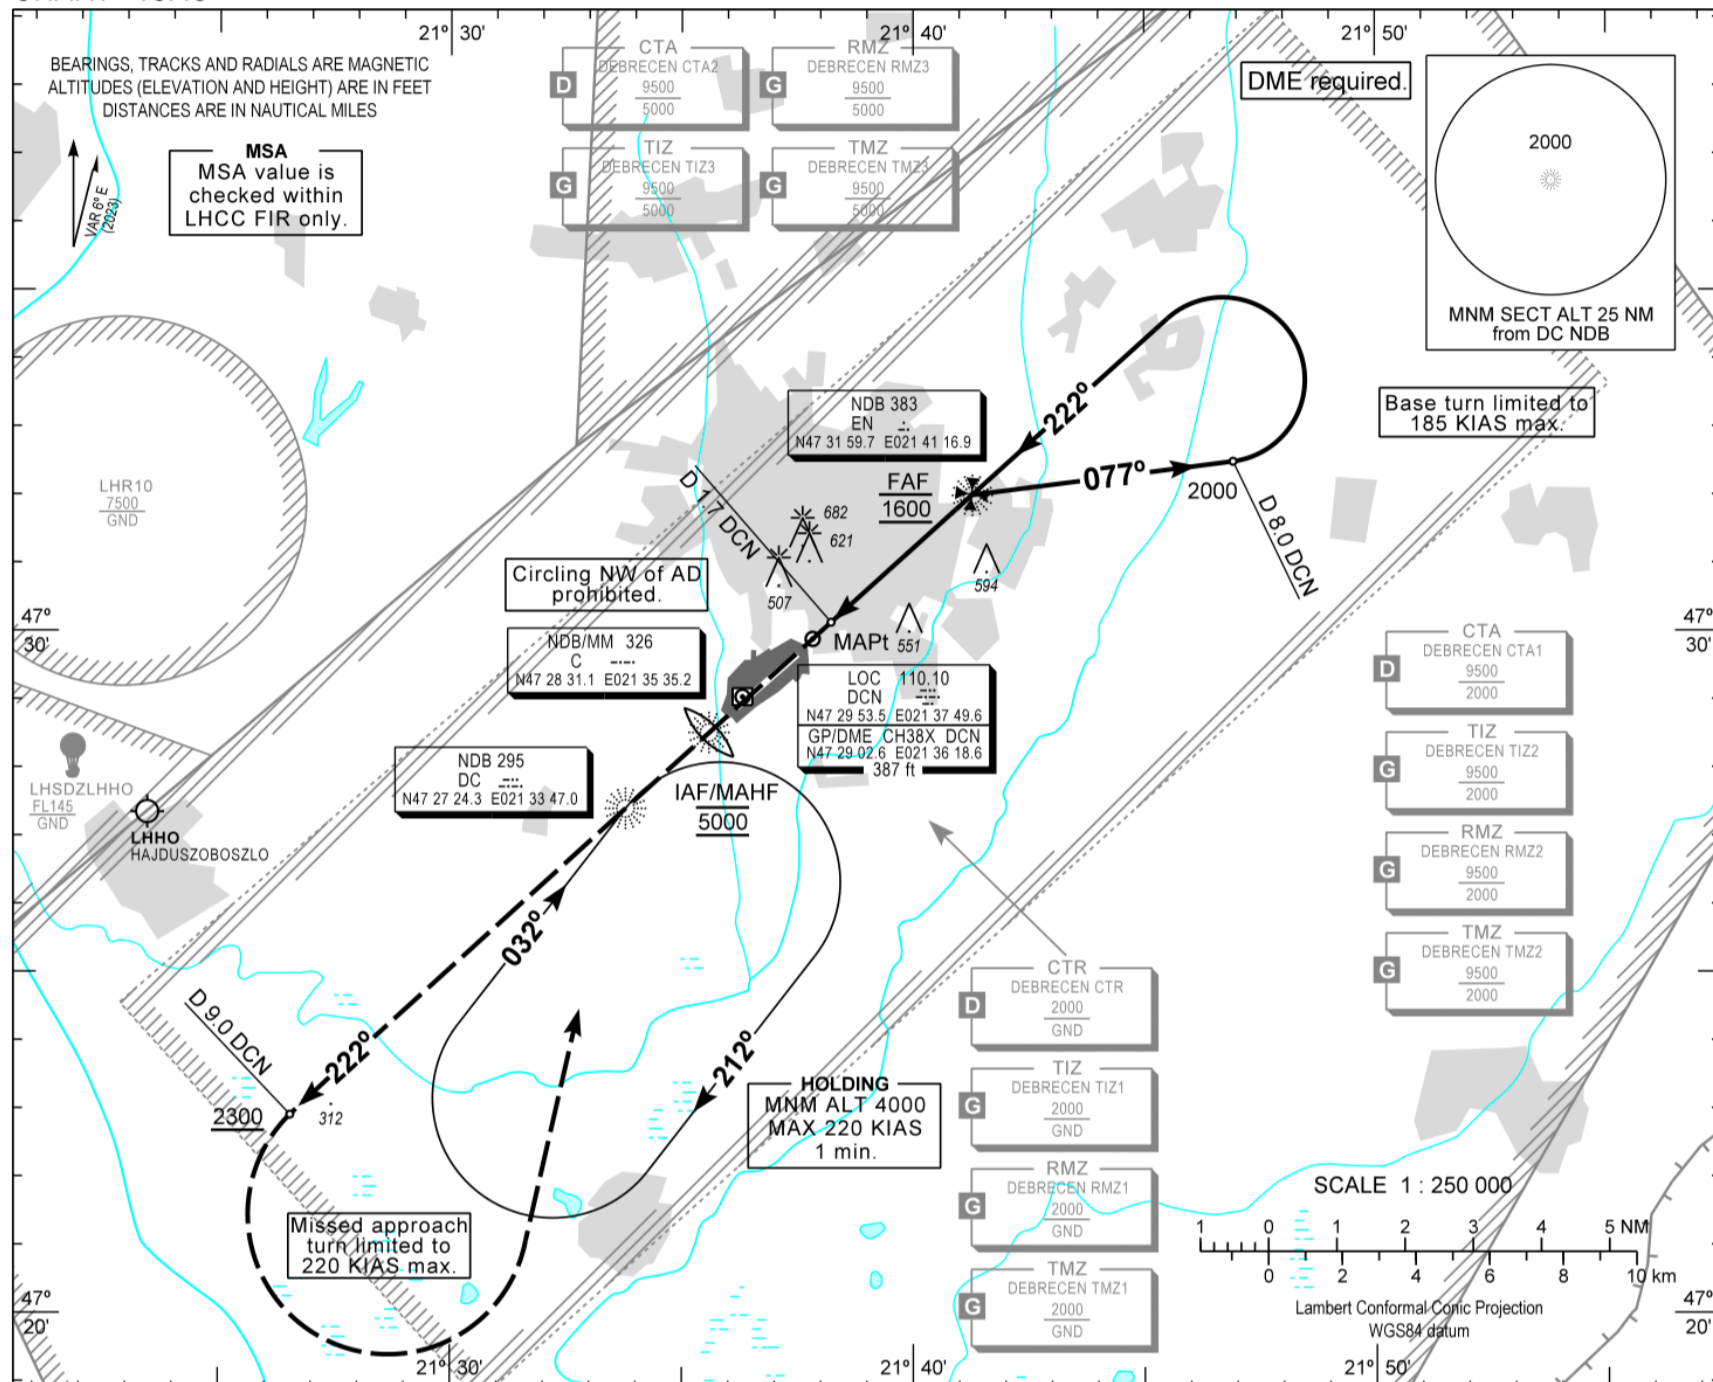 21° 30'
21° 40'
21° 50'
BEARINGS, TRACKS AND RADIALS ARE MAGNETIC
ALTITUDES (ELEVATION AND HEIGHT) ARE IN FEET
DISTANCES ARE IN NAUTICAL MILES
VAR 6° E
(2023)
MSA
MSA value is
checked within
LHCC FIR only.
CTA
DEBRECEN CTA2
D
9500
5000
RMZ
DEBRECEN RMZ3
G
9500
5000
TIZ
DEBRECEN TIZ3
G
9500
5000
TMZ
DEBRECEN TMZ3
G
9500
5000
DME required.
2000
MNM SECT ALT 25 NM
from DC NDB
Base turn limited to
185 KIAS max.
NDB 383
EN
N47 31 59.7 E021 41 16.9
222°
077°
2000
D 8.0 DCN
FAF
1600
D 1.7 DCN
682
621
507
594
551
LHR10
7500
GND
Circling NW of AD
prohibited.
NDB/MM 326
C
N47 28 31.1 E021 35 35.2
MAPt
LOC 110.10
DCN
N47 29 53.5 E021 37 49.6
GP/DME CH38X DCN
N47 29 02.6 E021 36 18.6
387 ft
47°
30'
47°
30'
NDB 295
DC
N47 27 24.3 E021 33 47.0
IAF/MAHF
5000
LHSDZLHHO
FL145
GND
LHHO
HAJDUSZOBOSZLO
CTA
DEBRECEN CTA1
D
9500
2000
TIZ
DEBRECEN TIZ2
G
9500
2000
RMZ
DEBRECEN RMZ2
G
9500
2000
TMZ
DEBRECEN TMZ2
G
9500
2000
032°
212°
222°
D 9.0 DCN
2300
312
CTR
DEBRECEN CTR
D
2000
GND
TIZ
DEBRECEN TIZ1
G
2000
GND
RMZ
DEBRECEN RMZ1
G
2000
GND
TMZ
DEBRECEN TMZ1
G
2000
GND
HOLDING
MNM ALT 4000
MAX 220 KIAS
1 min.
Missed approach
turn limited to
220 KIAS max.
SCALE 1 : 250 000
1 0 1 2 3 4 5 NM
0 2 4 6 8 10 km
Lambert Conformal Conic Projection
WGS84 datum
47°
20'
47°
20'
21° 30'
21° 40'
21° 50'